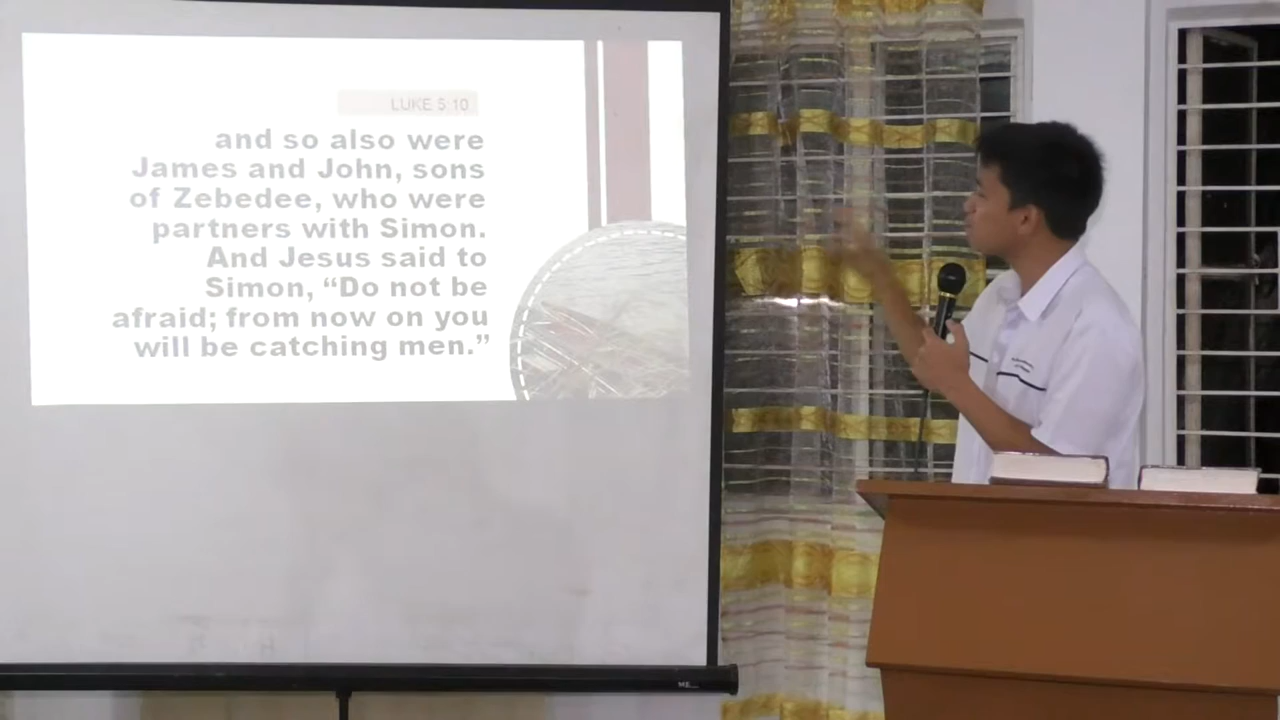 LUKE 5:10
and so also were
James and John, sons
of Zebedee, who were
partners with Simon.
And Jesus said to
Simon, “Do not be
afraid; from now on you
will be catching men.”